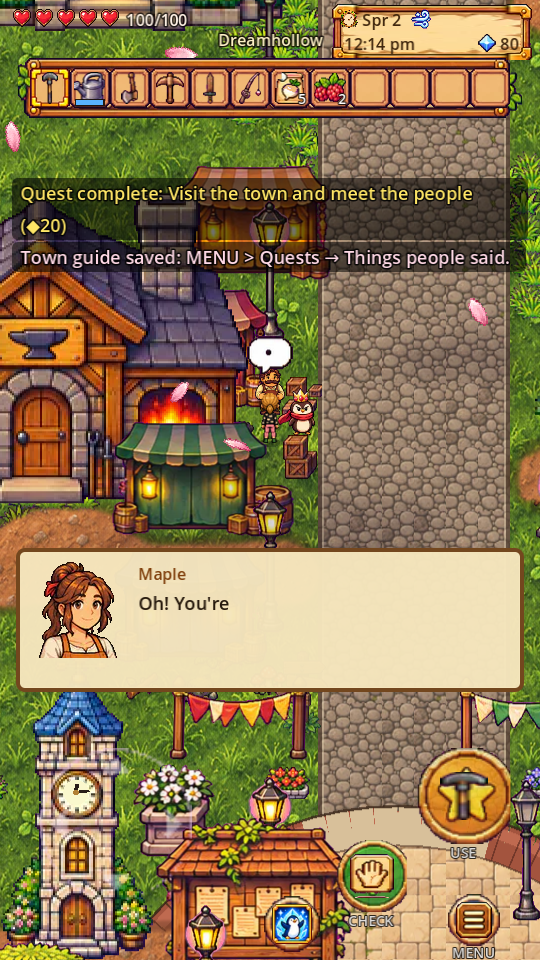 100/100
Dreamhollow
Spr 2
12:14 pm
80
5
2
Quest complete: Visit the town and meet the people
(◆20)
Town guide saved: MENU > Quests → Things people said.
Maple
Oh! You're
USE
CHECK
MENU